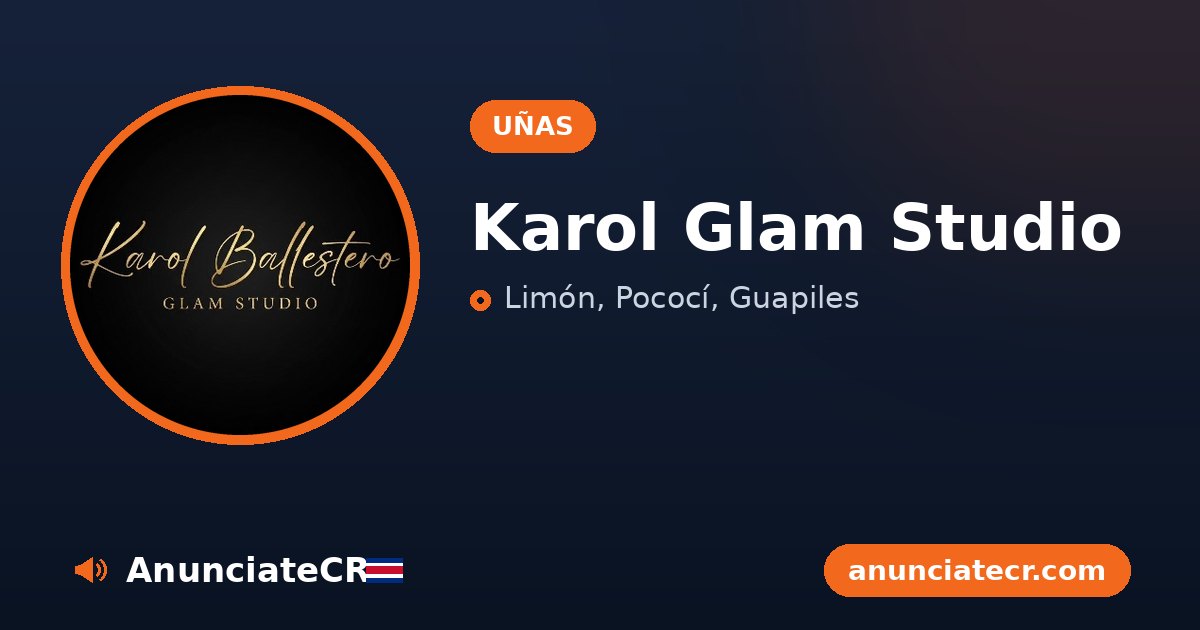 UÑAS
Karol Glam Studio
Limón, Pococí, Guapiles
Karol Ballestero
GLAM STUDIO
AnunciateCR
anunciatecr.com